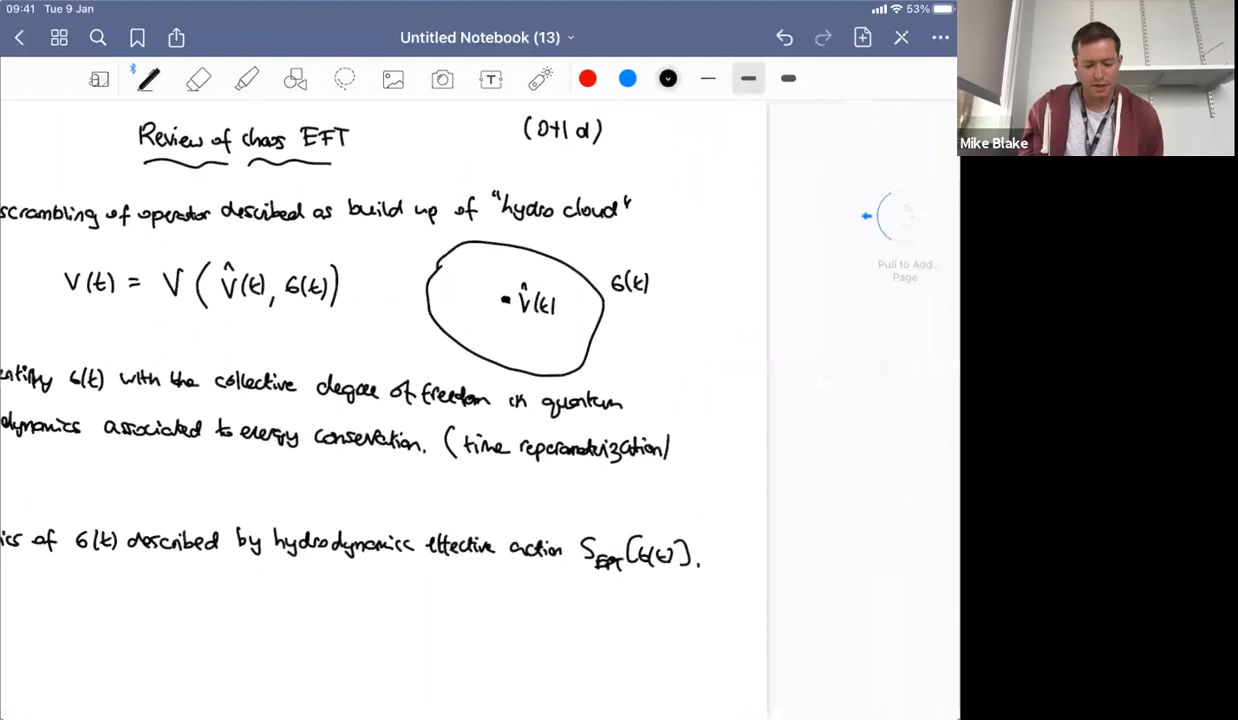 09:41 Tue 9 Jan
53%
Untitled Notebook (13)
T
Mike Blake
Review of chaos EFT
(0+1 d)
scrambling of operator described as build up of "hydro cloud"
V(t) = V ( V̂(t), σ(t))
V̂(t)
σ(t)
Pull to Add
Page
entify σ(t) with the collective degree of freedom in quantum
dynamics associated to energy conservation. (time reparameterization)
ics of σ(t) described by hydrodynamics effective action S_EFT[σ(t)].